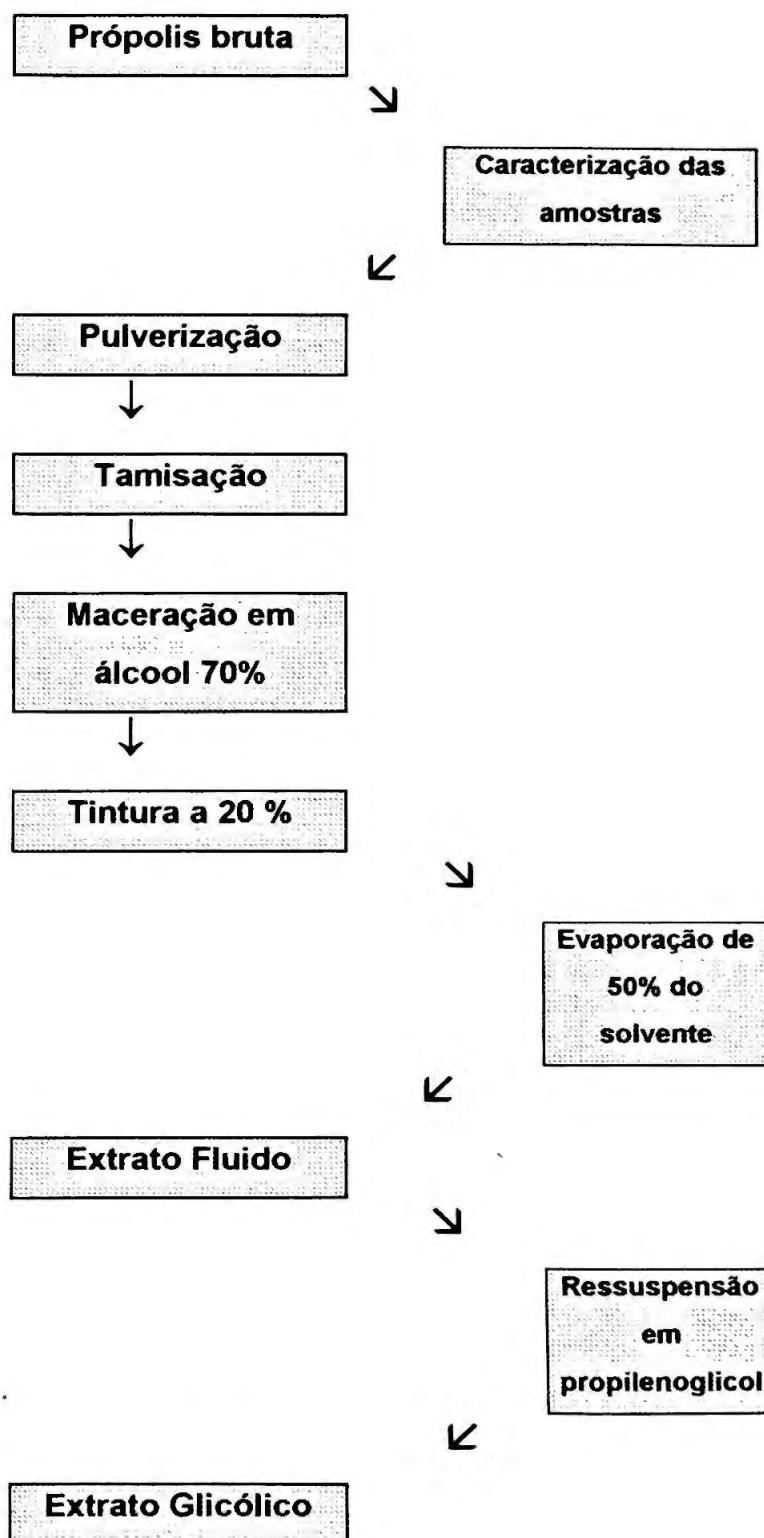 Própolis bruta
Caracterização das
amostras
Pulverização
Tamisação
Maceração em
álcool 70%
Tintura a 20 %
Evaporação de
50% do
solvente
Extrato Fluido
Ressuspensão
em
propilenoglicol
Extrato Glicólico